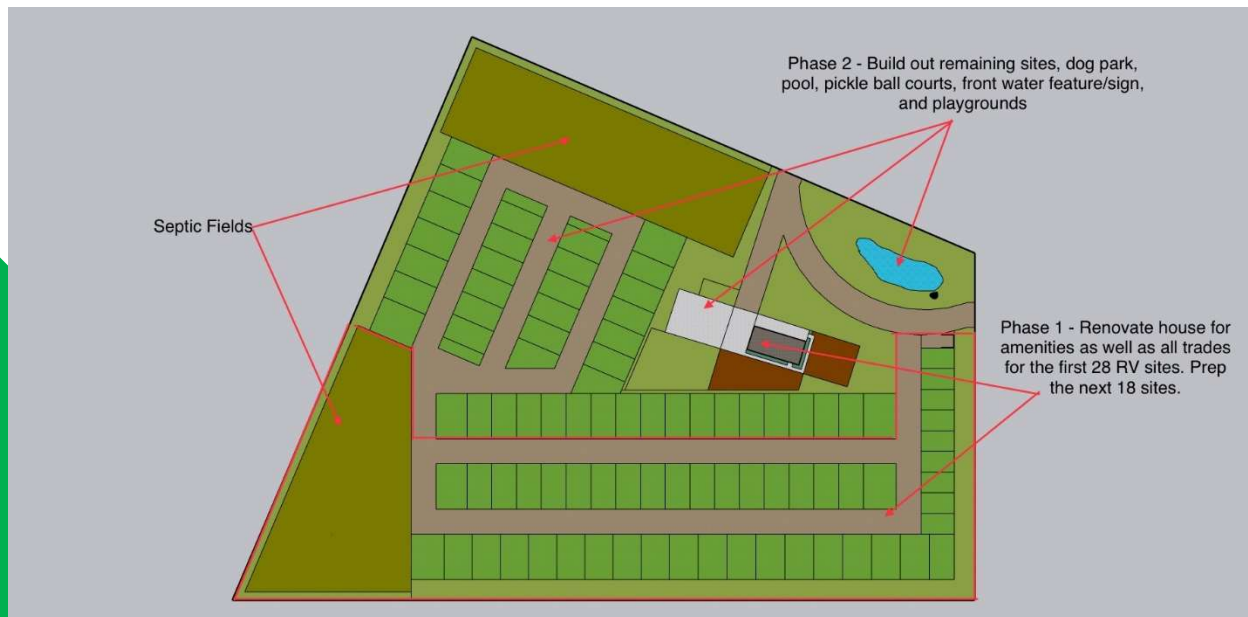 Phase 2 - Build out remaining sites, dog park,
pool, pickle ball courts, front water feature/sign,
and playgrounds
Septic Fields
Phase 1 - Renovate house for
amenities as well as all trades
for the first 28 RV sites. Prep
the next 18 sites.